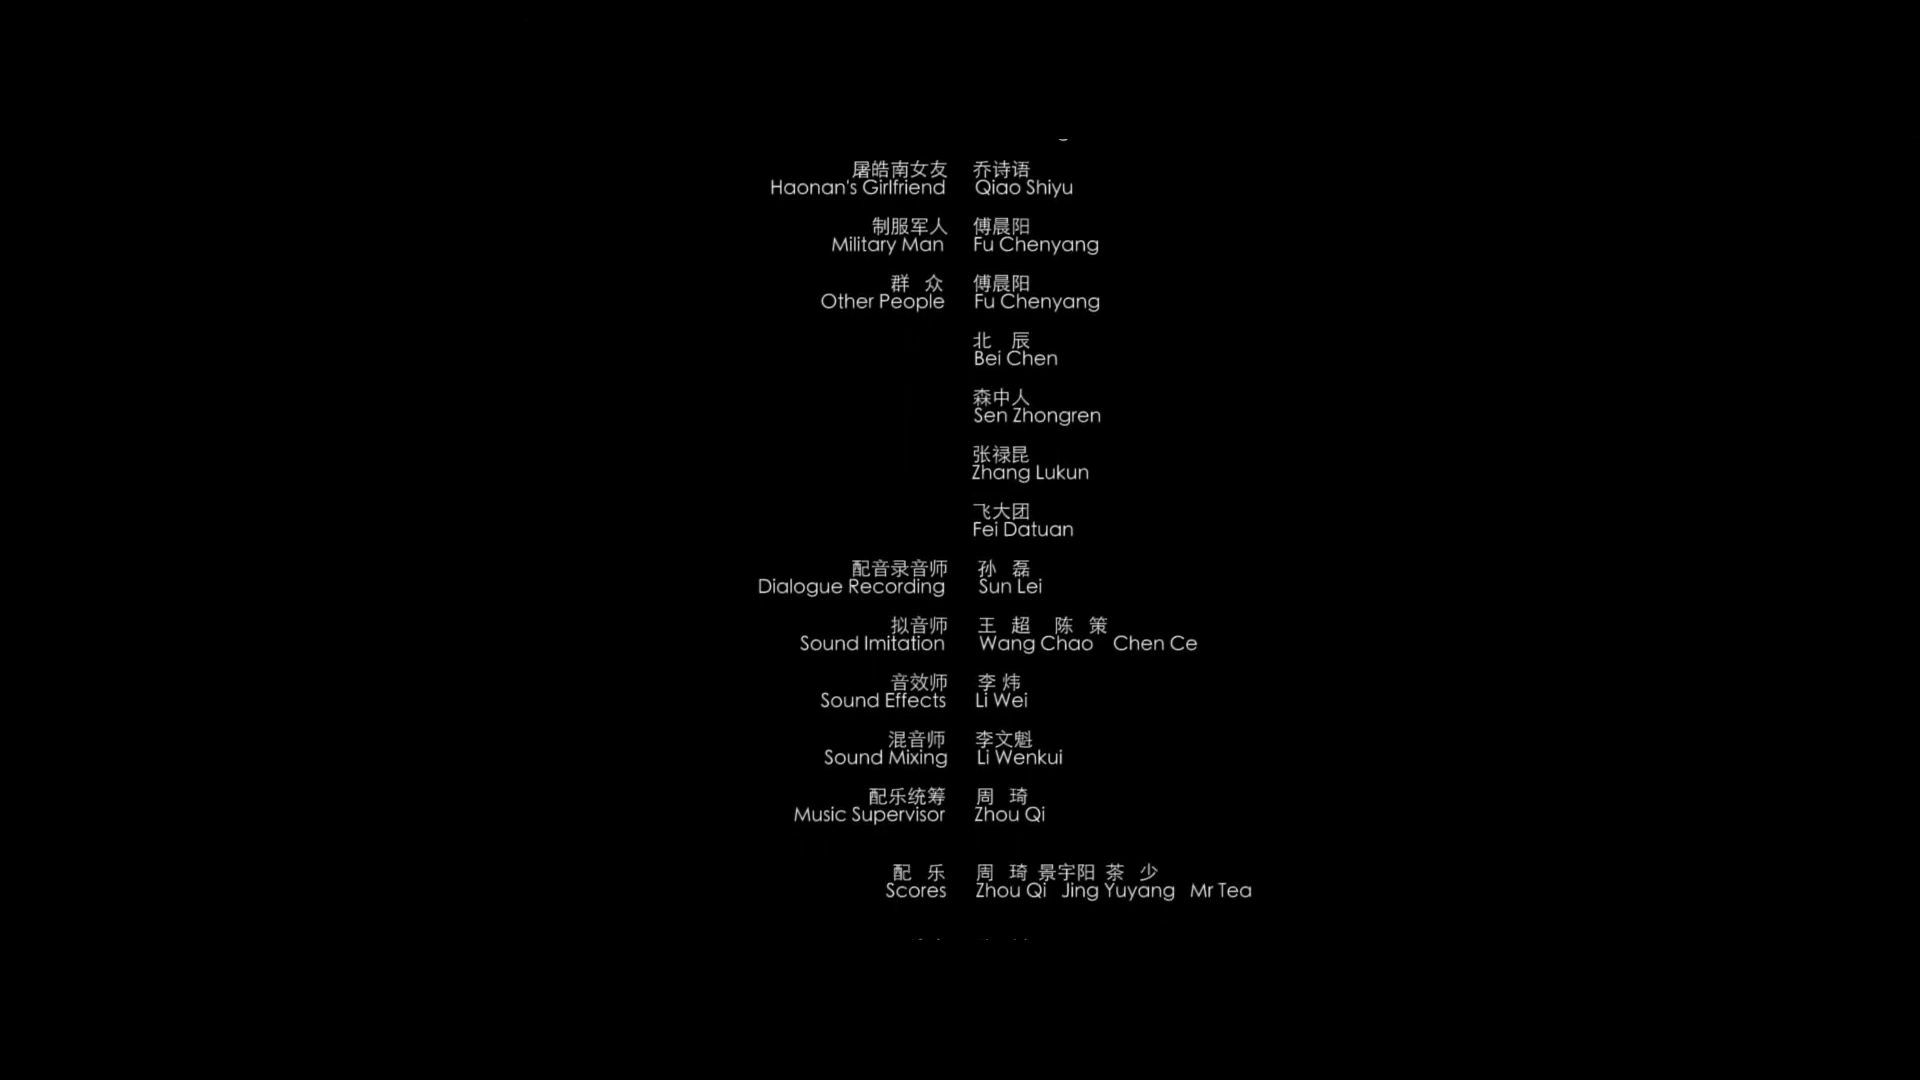 屠皓南女友 乔诗语
Haonan's Girlfriend Qiao Shiyu
制服军人 傅晨阳
Military Man Fu Chenyang
群 众 傅晨阳
Other People Fu Chenyang
北 辰
Bei Chen
森中人
Sen Zhongren
张禄昆
Zhang Lukun
飞大团
Fei Datuan
配音录音师 孙 磊
Dialogue Recording Sun Lei
拟音师 王 超 陈 策
Sound Imitation Wang Chao Chen Ce
音效师 李 炜
Sound Effects Li Wei
混音师 李文魁
Sound Mixing Li Wenkui
配乐统筹 周 琦
Music Supervisor Zhou Qi
配 乐 周 琦 景宇阳 茶 少
Scores Zhou Qi Jing Yuyang Mr Tea